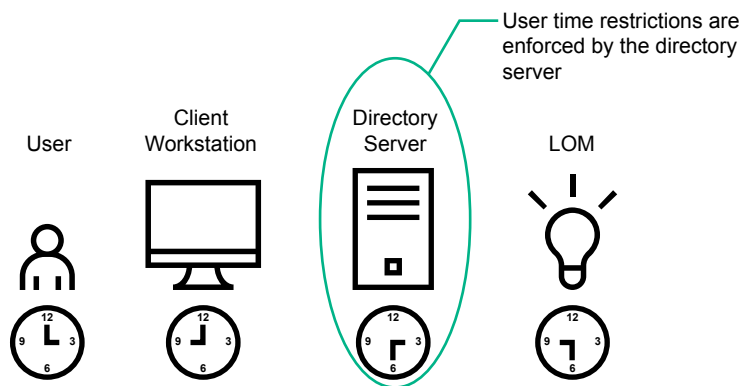 User time restrictions are
enforced by the directory
server
User
Client
Workstation
Directory
Server
LOM
12
9
3
6
12
9
3
6
12
9
3
6
12
9
3
6